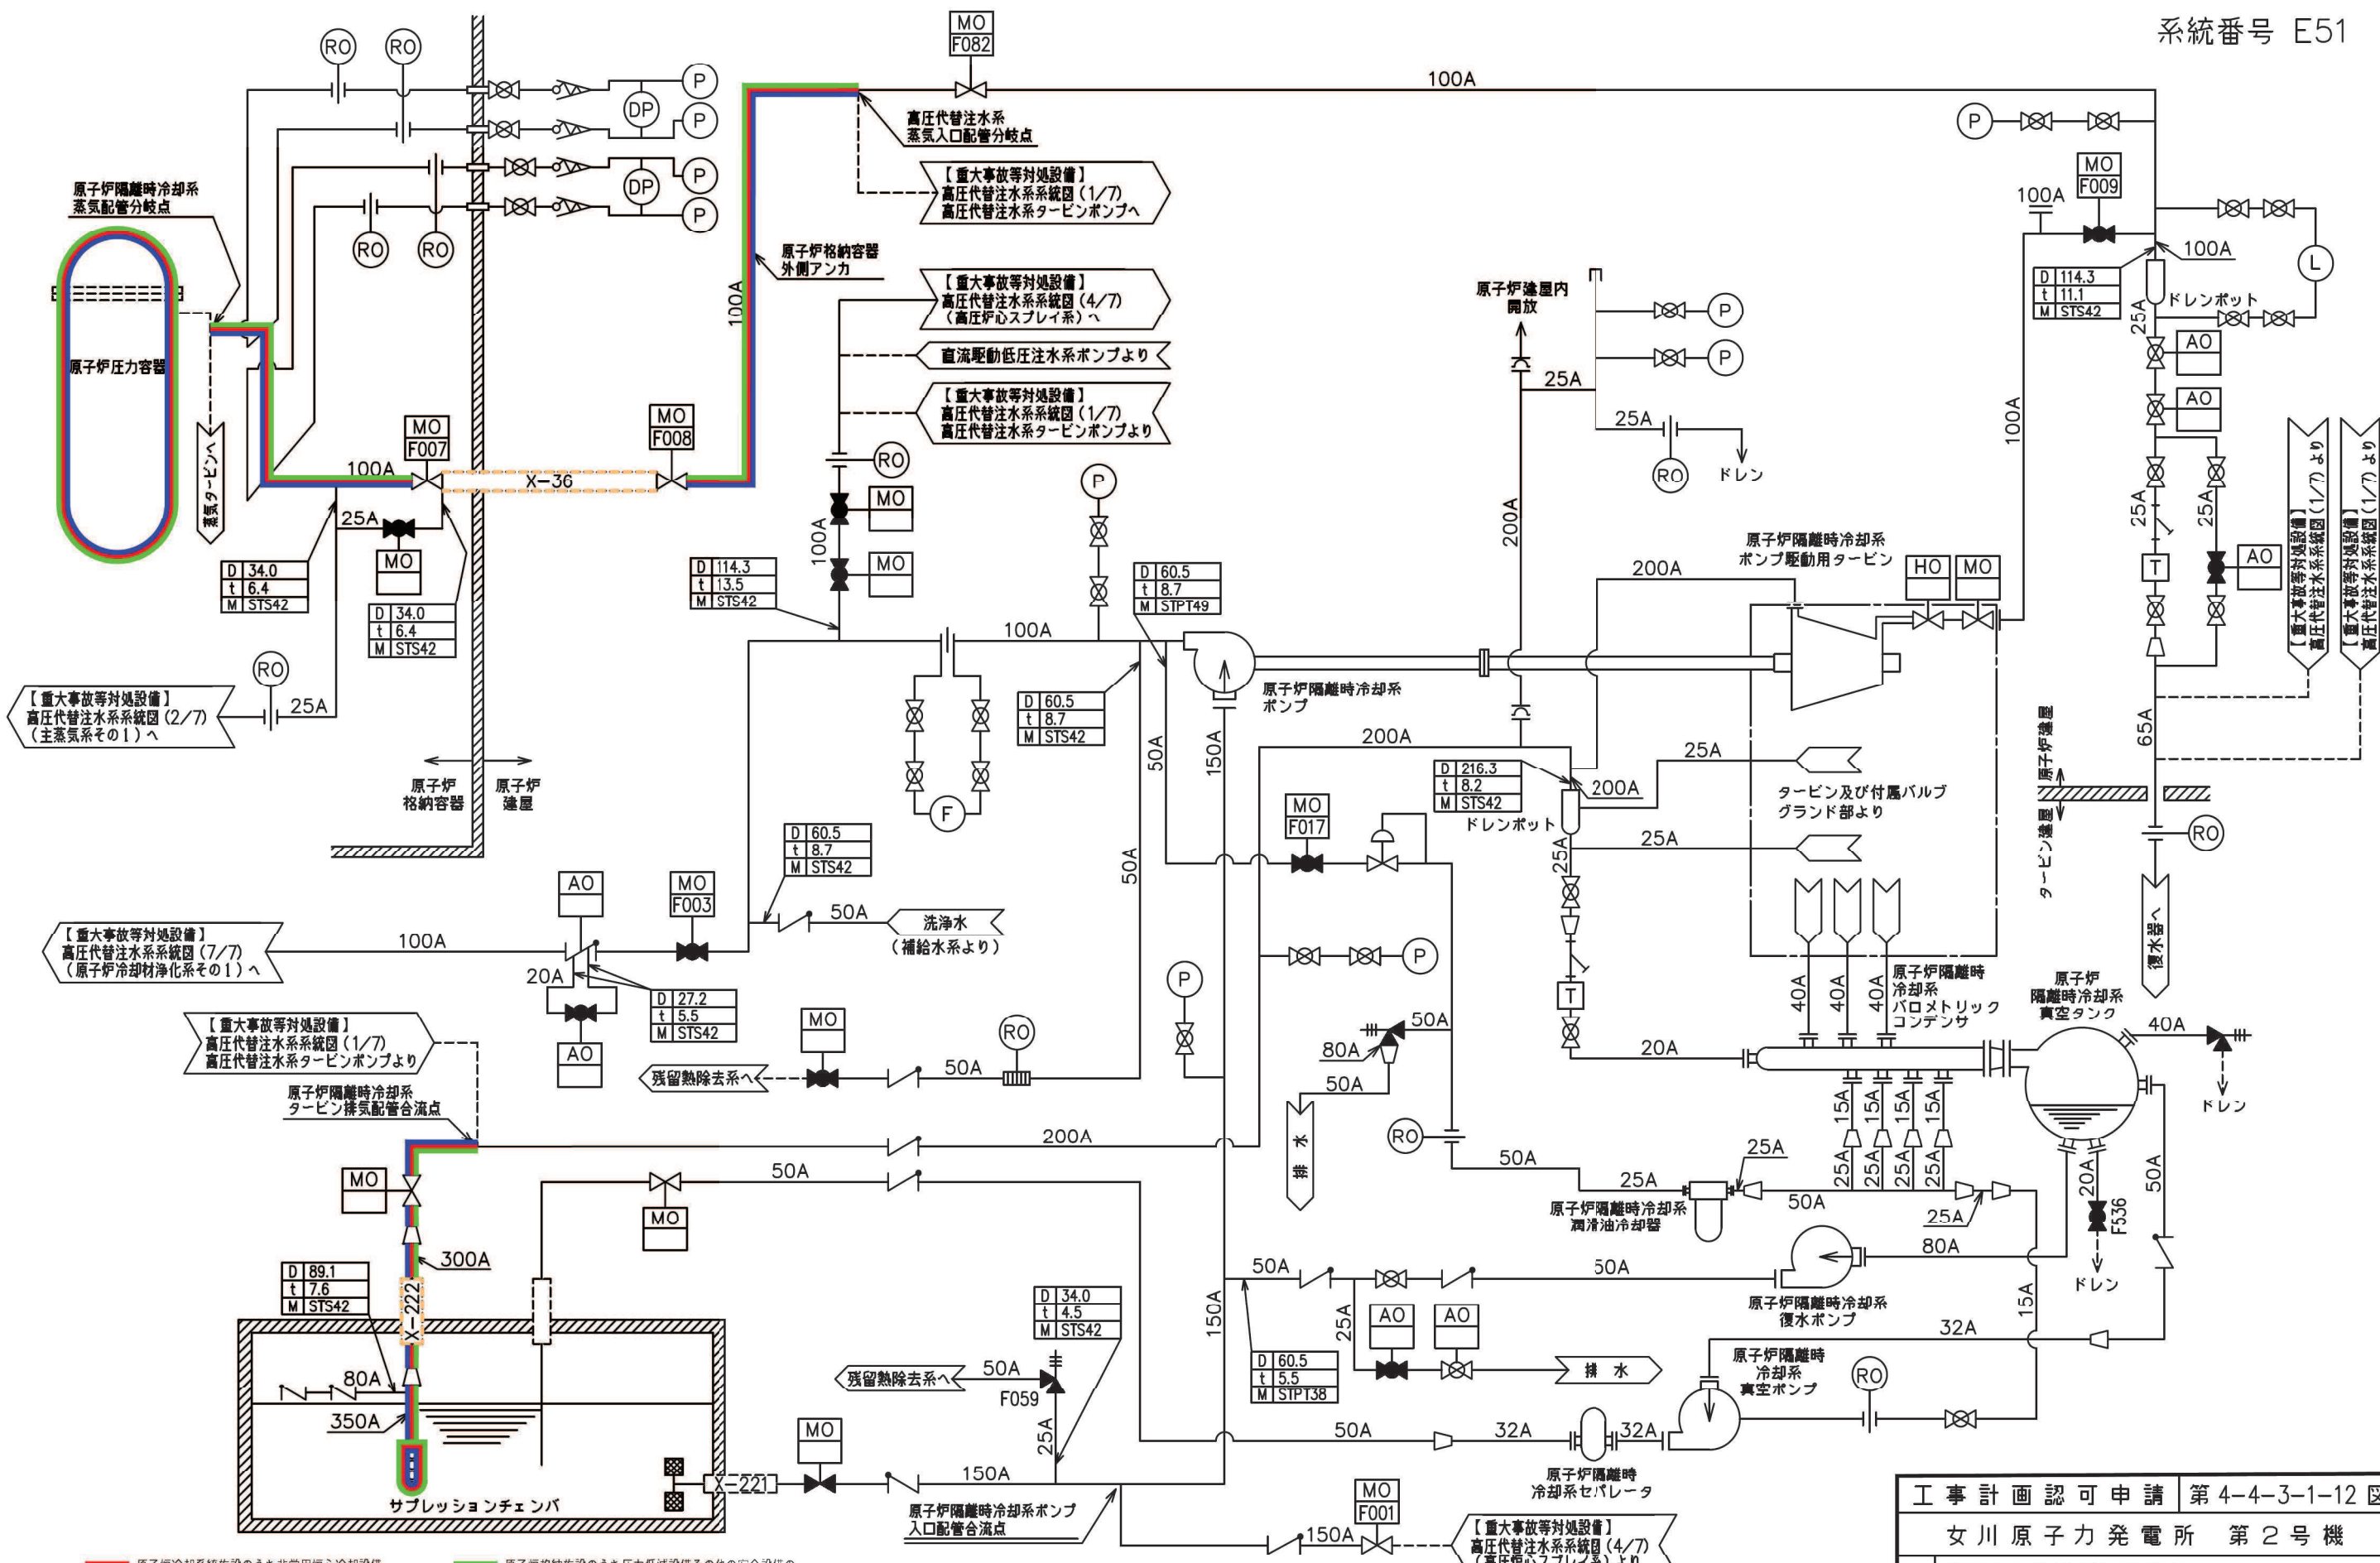 系統番号 E51
MO
F082
RO
RO
P
DP
P
P
DP
P
RO
RO
100A
高圧代替注水系
蒸気入口配管分岐点
【重大事故等対処設備】
高圧代替注水系系統図(1/7)
高圧代替注水系タービンポンプへ
原子炉隔離時冷却系
蒸気配管分岐点
原子炉圧力容器
蒸気タービンへ
原子炉格納容器
外側アンカ
100A
【重大事故等対処設備】
高圧代替注水系系統図(4/7)
(高圧炉心スプレイ系)へ
直流駆動低圧注水系ポンプより
【重大事故等対処設備】
高圧代替注水系系統図(1/7)
高圧代替注水系タービンポンプより
P
MO
F009
100A
100A
L
D 114.3
t 11.1
M STS42
ドレンポット
25A
AO
AO
原子炉建屋内
開放
P
P
25A
25A
RO
ドレン
100A
MO
F007
MO
F008
100A
X-36
25A
MO
D 34.0
t 6.4
M STS42
D 34.0
t 6.4
M STS42
RO
MO
100A
MO
P
D 114.3
t 13.5
M STS42
D 60.5
t 8.7
M STPT49
200A
200A
原子炉隔離時冷却系
ポンプ駆動用タービン
HO
MO
25A
25A
AO
T
【重大事故等対処設備】
高圧代替注水系系統図(1/7)より
【重大事故等対処設備】
高圧代替注水系系統図(1/7)より
100A
原子炉隔離時冷却系
ポンプ
D 60.5
t 8.7
M STS42
RO
25A
【重大事故等対処設備】
高圧代替注水系系統図(2/7)
(主蒸気系その1)へ
原子炉
格納容器
原子炉
建屋
F
50A
150A
200A
D 216.3
t 8.2
M STS42
200A
ドレンポット
25A
25A
タービン及び付属バルブ
グランド部より
65A
原子炉建屋
タービン建屋
RO
復水器へ
MO
F017
25A
50A
D 60.5
t 8.7
M STS42
AO
MO
F003
50A
洗浄水
(補給水系より)
【重大事故等対処設備】
高圧代替注水系系統図(7/7)
(原子炉冷却材浄化系その1)へ
100A
20A
AO
D 27.2
t 5.5
M STS42
P
P
T
40A
40A
40A
原子炉隔離時
冷却系
バロメトリック
コンデンサ
原子炉
隔離時冷却系
真空タンク
40A
ドレン
【重大事故等対処設備】
高圧代替注水系系統図(1/7)
高圧代替注水系タービンポンプより
MO
RO
残留熱除去系へ
50A
50A
80A
50A
20A
排水
原子炉隔離時冷却系
タービン排気配管合流点
200A
RO
50A
15A
15A
15A
15A
25A
25A
25A
25A
25A
25A
50A
25A
20A
F536
ドレン
50A
原子炉隔離時冷却系
潤滑油冷却器
MO
50A
MO
300A
D 89.1
t 7.6
M STS42
X-222
80A
350A
サプレッションチェンバ
50A
50A
80A
原子炉隔離時冷却系
復水ポンプ
15A
32A
150A
25A
AO
AO
排水
D 60.5
t 5.5
M STPT38
D 34.0
t 4.5
M STS42
残留熱除去系へ
50A
F059
25A
原子炉隔離時
冷却系
真空ポンプ
RO
MO
X-221
150A
50A
32A
32A
原子炉隔離時
冷却系セパレータ
原子炉隔離時冷却系ポンプ
入口配管合流点
MO
F001
150A
【重大事故等対処設備】
高圧代替注水系系統図(4/7)
(高圧炉心スプレイ系)より
工事計画認可申請 第4-4-3-1-12図
女川原子力発電所 第2号機